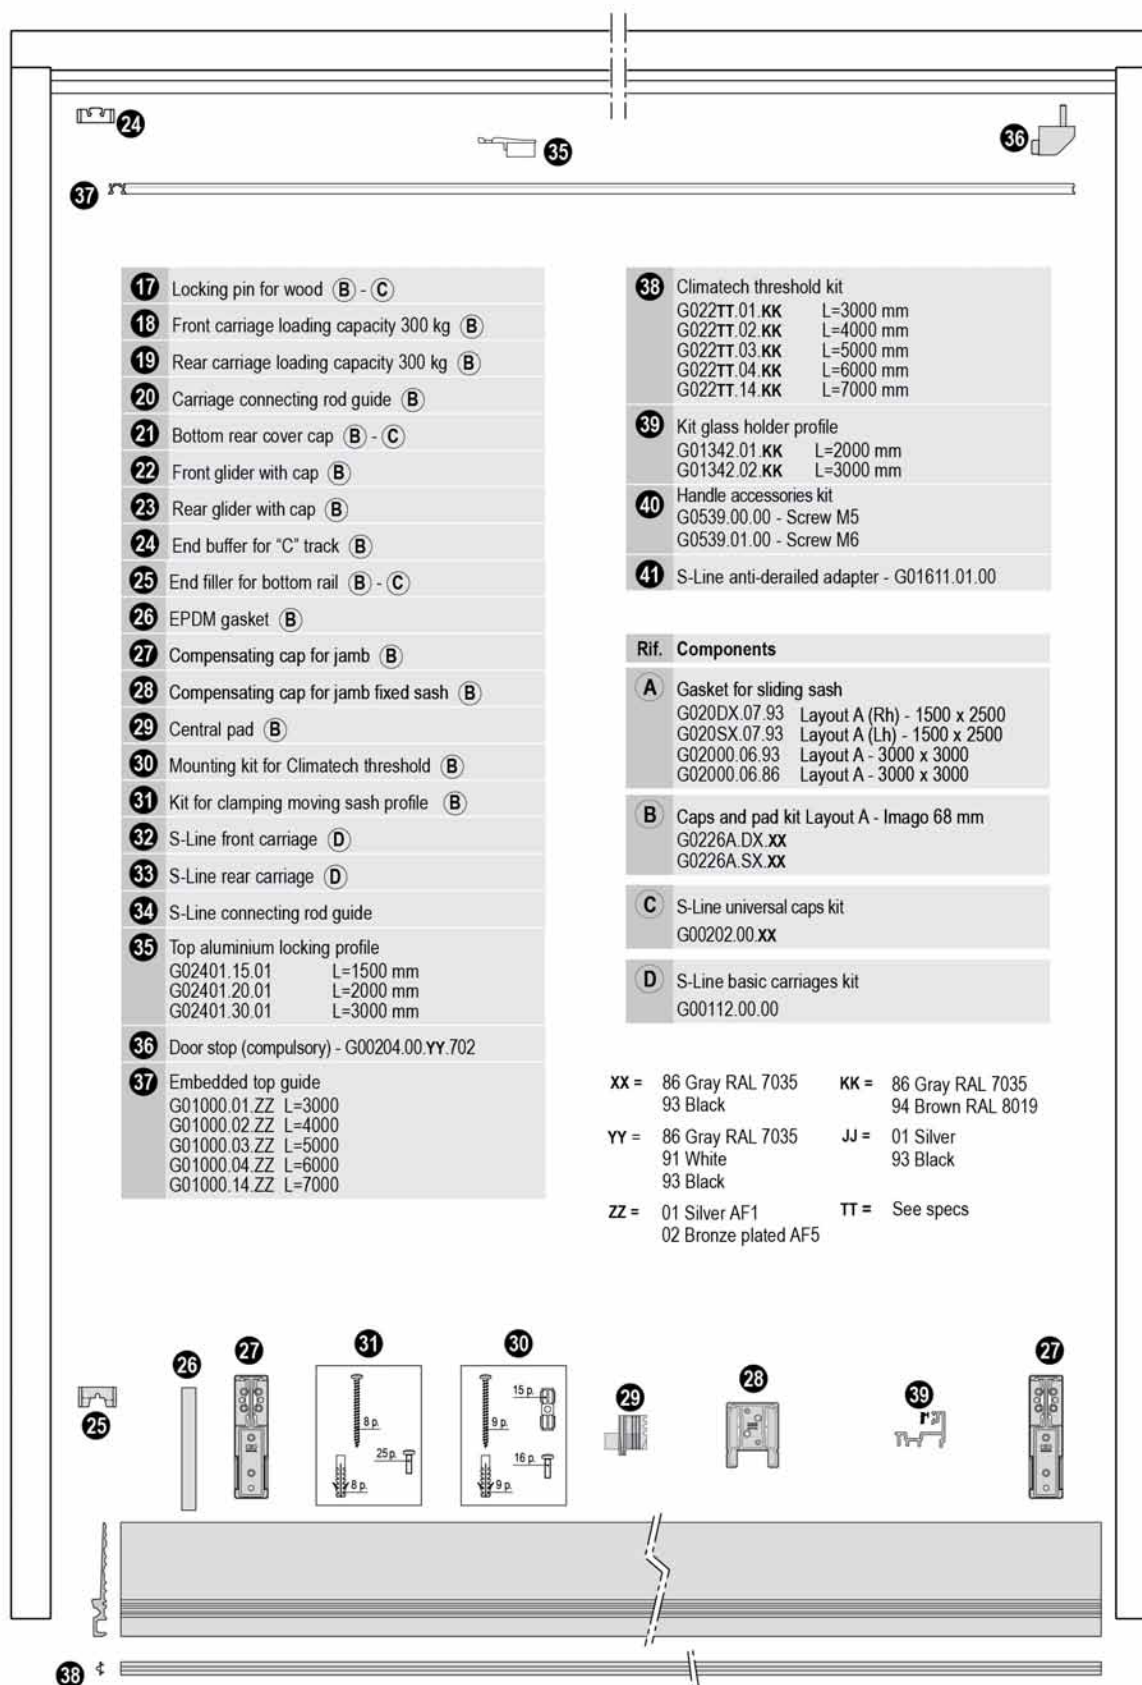 24
35
36
37
17 Locking pin for wood B - C
18 Front carriage loading capacity 300 kg B
19 Rear carriage loading capacity 300 kg B
20 Carriage connecting rod guide B
21 Bottom rear cover cap B - C
22 Front glider with cap B
23 Rear glider with cap B
24 End buffer for “C” track B
25 End filler for bottom rail B - C
26 EPDM gasket B
27 Compensating cap for jamb B
28 Compensating cap for jamb fixed sash B
29 Central pad B
30 Mounting kit for Climatech threshold B
31 Kit for clamping moving sash profile B
32 S-Line front carriage D
33 S-Line rear carriage D
34 S-Line connecting rod guide
35 Top aluminium locking profile
G02401.15.01 L=1500 mm
G02401.20.01 L=2000 mm
G02401.30.01 L=3000 mm
36 Door stop (compulsory) - G00204.00.YY.702
37 Embedded top guide
G01000.01.ZZ L=3000
G01000.02.ZZ L=4000
G01000.03.ZZ L=5000
G01000.04.ZZ L=6000
G01000.14.ZZ L=7000
38 Climatech threshold kit
G022TT.01.KK L=3000 mm
G022TT.02.KK L=4000 mm
G022TT.03.KK L=5000 mm
G022TT.04.KK L=6000 mm
G022TT.14.KK L=7000 mm
39 Kit glass holder profile
G01342.01.KK L=2000 mm
G01342.02.KK L=3000 mm
40 Handle accessories kit
G0539.00.00 - Screw M5
G0539.01.00 - Screw M6
41 S-Line anti-derailed adapter - G01611.01.00
Rif. Components
A Gasket for sliding sash
G020DX.07.93 Layout A (Rh) - 1500 x 2500
G020SX.07.93 Layout A (Lh) - 1500 x 2500
G02000.06.93 Layout A - 3000 x 3000
G02000.06.86 Layout A - 3000 x 3000
B Caps and pad kit Layout A - Imago 68 mm
G0226A.DX.XX
G0226A.SX.XX
C S-Line universal caps kit
G00202.00.XX
D S-Line basic carriages kit
G00112.00.00
XX = 86 Gray RAL 7035
93 Black
YY = 86 Gray RAL 7035
91 White
93 Black
ZZ = 01 Silver AF1
02 Bronze plated AF5
KK = 86 Gray RAL 7035
94 Brown RAL 8019
JJ = 01 Silver
93 Black
TT = See specs
25
26
27
31
8 p.
25 p.
8 p.
30
15 p.
9 p.
16 p.
9 p.
29
28
39
27
38